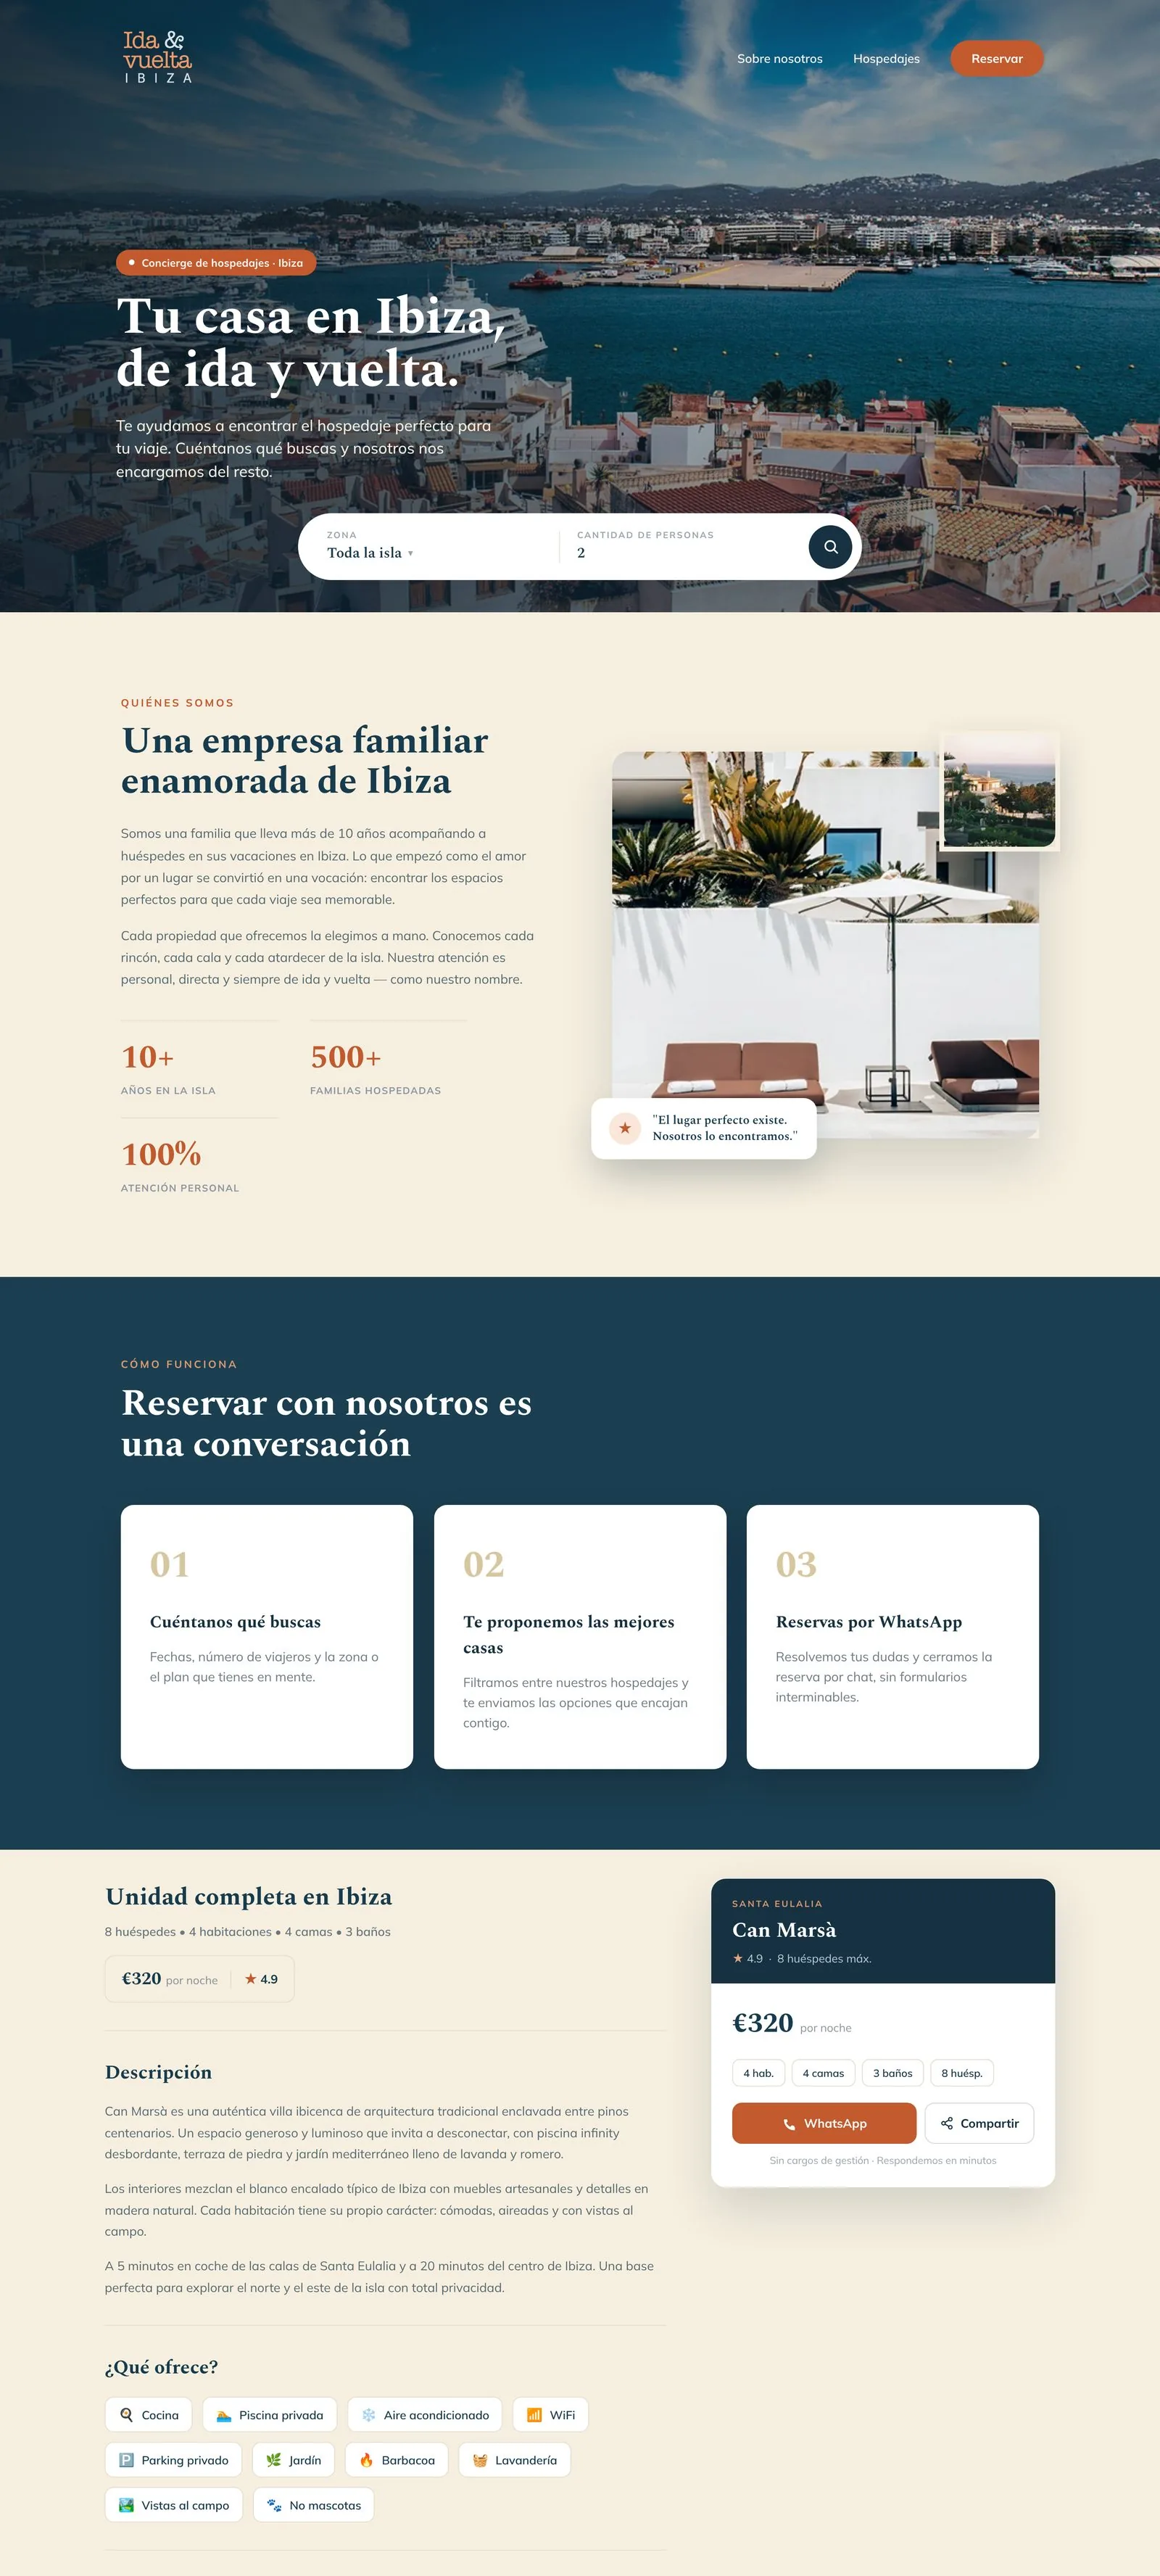 Ida &
vuelta
IBIZA
Sobre nosotros
Hospedajes
Reservar
Concierge de hospedajes · Ibiza
Tu casa en Ibiza,
de ida y vuelta.
Te ayudamos a encontrar el hospedaje perfecto para
tu viaje. Cuéntanos qué buscas y nosotros nos
encargamos del resto.
ZONA
Toda la isla ▾
CANTIDAD DE PERSONAS
2
QUIÉNES SOMOS
Una empresa familiar
enamorada de Ibiza
Somos una familia que lleva más de 10 años acompañando a
huéspedes en sus vacaciones en Ibiza. Lo que empezó como el amor
por un lugar se convirtió en una vocación: encontrar los espacios
perfectos para que cada viaje sea memorable.
Cada propiedad que ofrecemos la elegimos a mano. Conocemos cada
rincón, cada cala y cada atardecer de la isla. Nuestra atención es
personal, directa y siempre de ida y vuelta — como nuestro nombre.
10+
AÑOS EN LA ISLA
500+
FAMILIAS HOSPEDADAS
100%
ATENCIÓN PERSONAL
★
"El lugar perfecto existe.
Nosotros lo encontramos."
CÓMO FUNCIONA
Reservar con nosotros es
una conversación
01
Cuéntanos qué buscas
Fechas, número de viajeros y la zona o
el plan que tienes en mente.
02
Te proponemos las mejores
casas
Filtramos entre nuestros hospedajes y
te enviamos las opciones que encajan
contigo.
03
Reservas por WhatsApp
Resolvemos tus dudas y cerramos la
reserva por chat, sin formularios
interminables.
Unidad completa en Ibiza
8 huéspedes • 4 habitaciones • 4 camas • 3 baños
€320 por noche
★ 4.9
Descripción
Can Marsà es una auténtica villa ibicenca de arquitectura tradicional enclavada entre pinos
centenarios. Un espacio generoso y luminoso que invita a desconectar, con piscina infinity
desbordante, terraza de piedra y jardín mediterráneo lleno de lavanda y romero.
Los interiores mezclan el blanco encalado típico de Ibiza con muebles artesanales y detalles en
madera natural. Cada habitación tiene su propio carácter: cómodas, aireadas y con vistas al
campo.
A 5 minutos en coche de las calas de Santa Eulalia y a 20 minutos del centro de Ibiza. Una base
perfecta para explorar el norte y el este de la isla con total privacidad.
¿Qué ofrece?
Cocina
Piscina privada
Aire acondicionado
WiFi
Parking privado
Jardín
Barbacoa
Lavandería
Vistas al campo
No mascotas
SANTA EULALIA
Can Marsà
★ 4.9 · 8 huéspedes máx.
€320 por noche
4 hab.
4 camas
3 baños
8 huésp.
WhatsApp
Compartir
Sin cargos de gestión · Respondemos en minutos